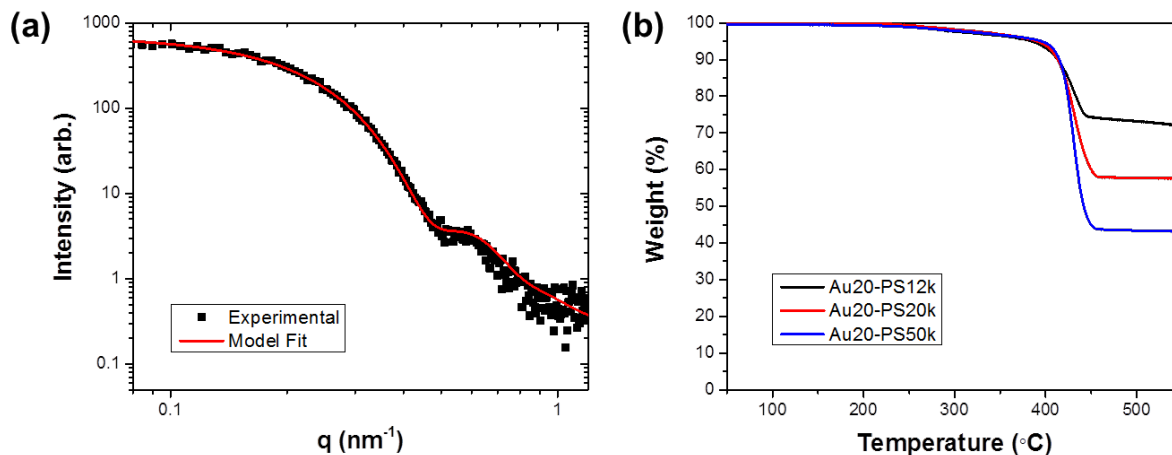 (a)
1000
100
10
1
0.1
Intensity (arb.)
Experimental
Model Fit
0.1
1
q (nm⁻¹)
(b)
100
90
80
70
60
50
40
30
20
10
0
Weight (%)
Au20-PS12k
Au20-PS20k
Au20-PS50k
100
200
300
400
500
Temperature (°C)